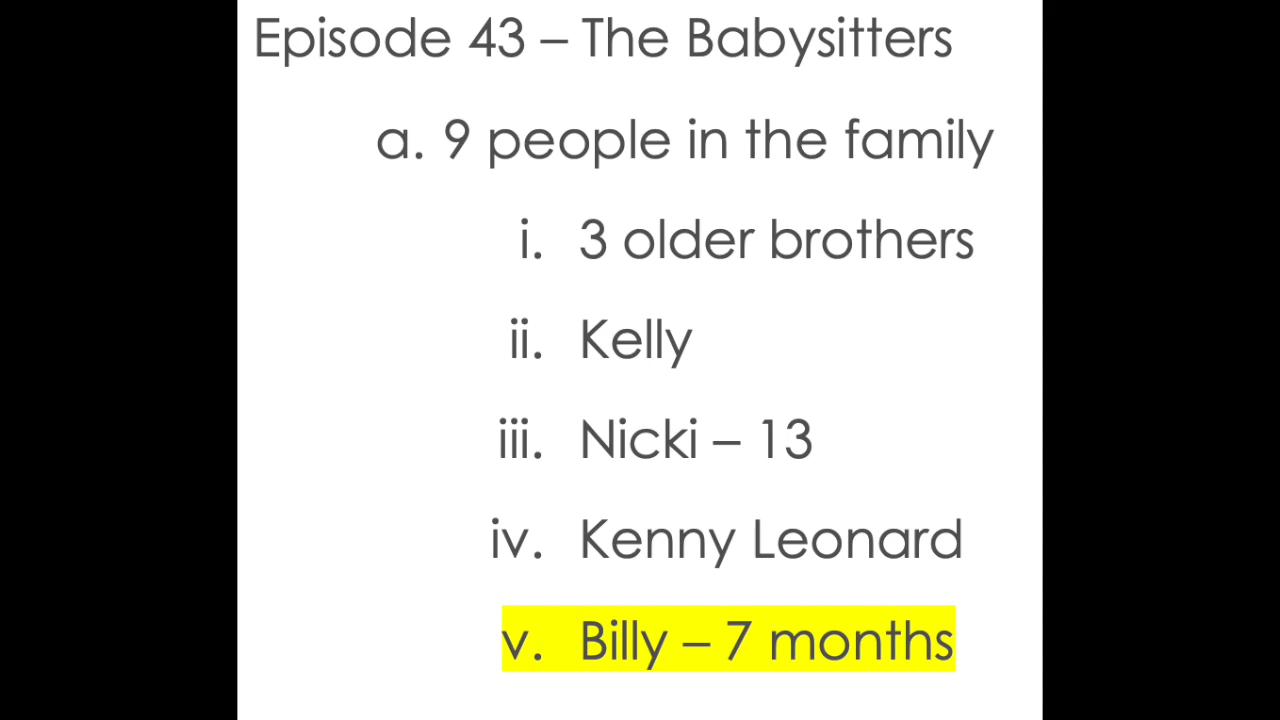 Episode 43 – The Babysitters
a. 9 people in the family
i. 3 older brothers
ii. Kelly
iii. Nicki – 13
iv. Kenny Leonard
v. Billy – 7 months